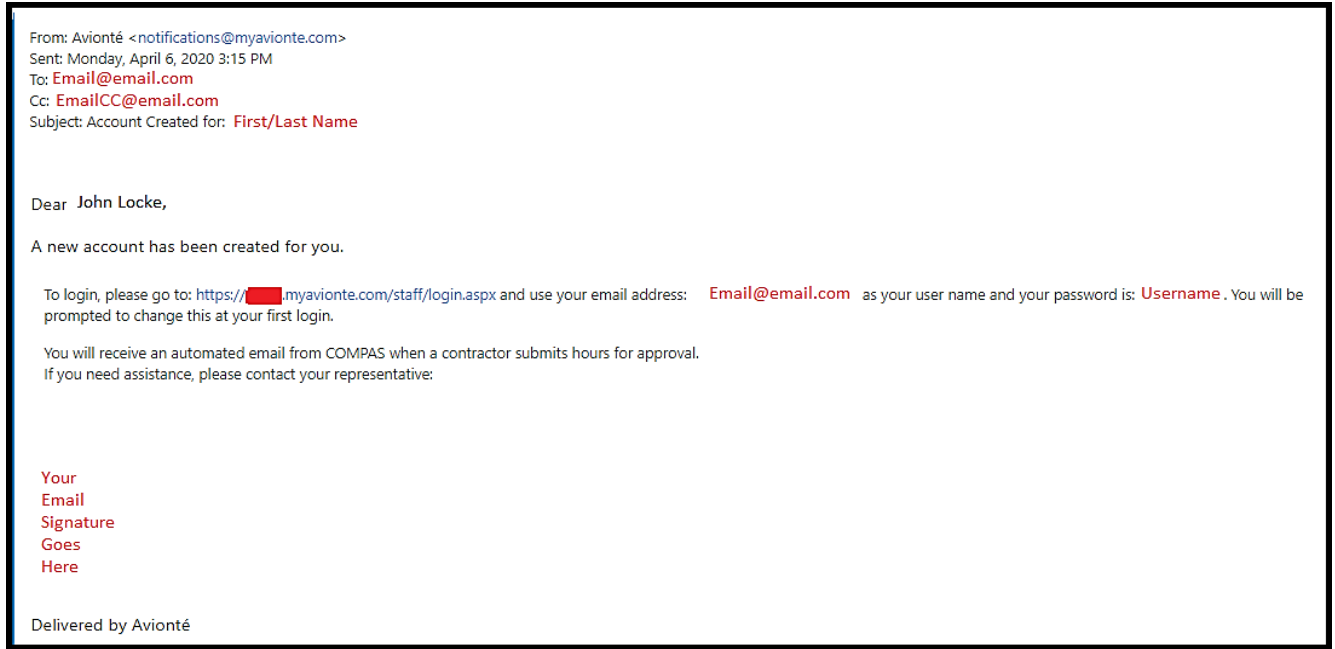 From: Avionté <notifications@myavionte.com>
Sent: Monday, April 6, 2020 3:15 PM
To: Email@email.com
Cc: EmailCC@email.com
Subject: Account Created for: First/Last Name
Dear John Locke,
A new account has been created for you.
To login, please go to: https:// .myavionte.com/staff/login.aspx and use your email address: Email@email.com as your user name and your password is: Username. You will be
prompted to change this at your first login.
You will receive an automated email from COMPAS when a contractor submits hours for approval.
If you need assistance, please contact your representative:
Your
Email
Signature
Goes
Here
Delivered by Avionté